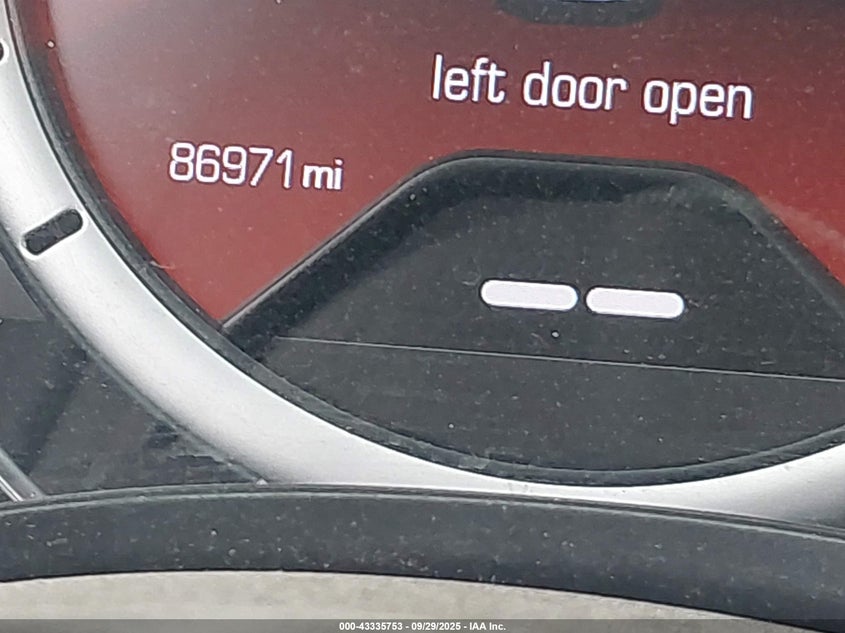 left door open
86971 mi
000-43335753 - 09/29/2025 - IAA Inc.